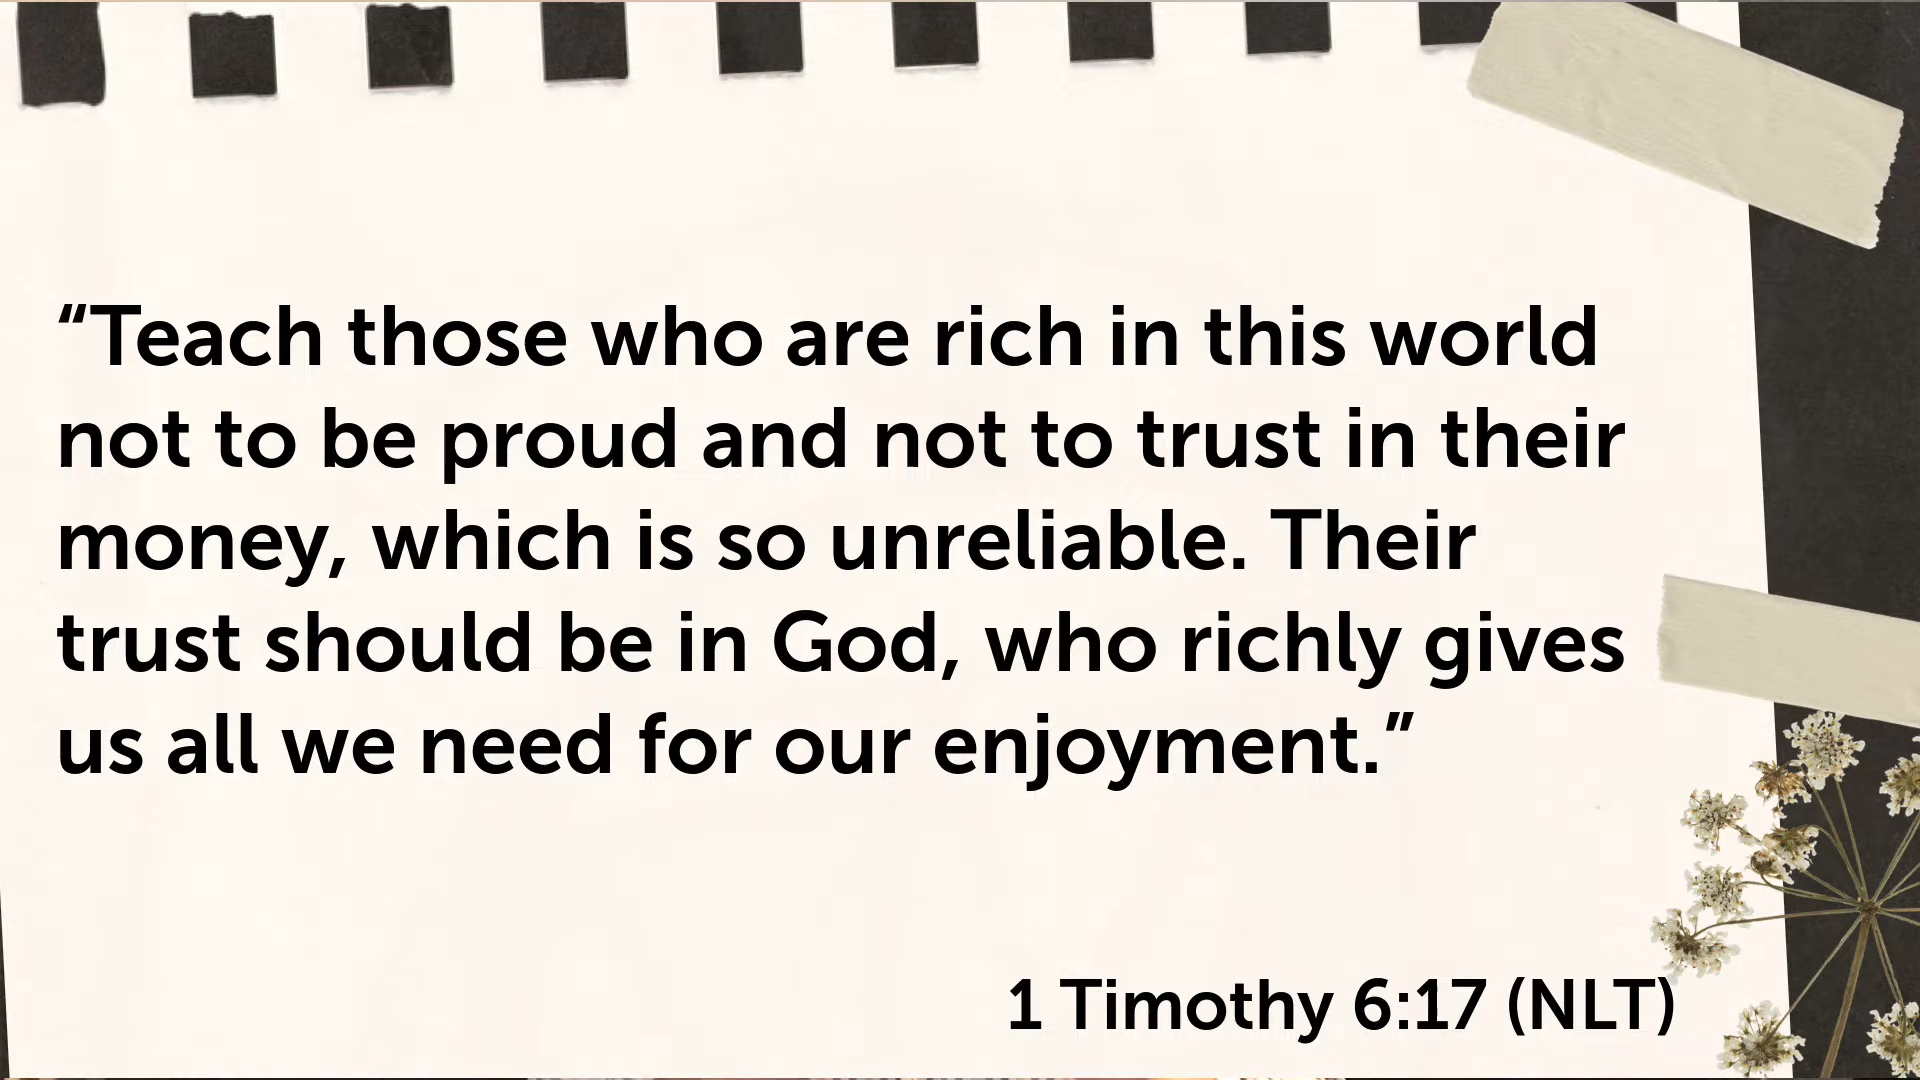 “Teach those who are rich in this world
not to be proud and not to trust in their
money, which is so unreliable. Their
trust should be in God, who richly gives
us all we need for our enjoyment.”
1 Timothy 6:17 (NLT)